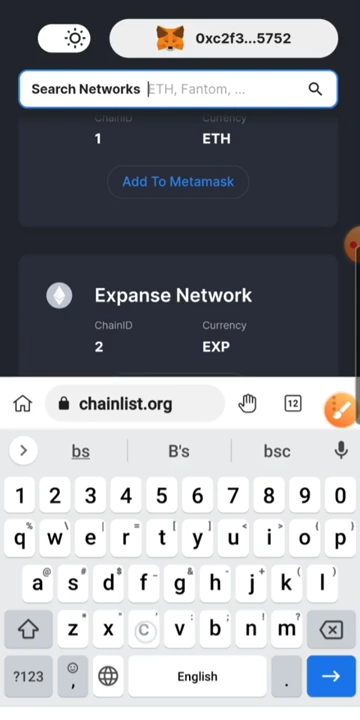 0xc2f3...5752
Search Networks ETH, Fantom, ...
ChainID Currency
1 ETH
Add To Metamask
Expanse Network
ChainID Currency
2 EXP
chainlist.org 12
bs B's bsc
1 2 3 4 5 6 7 8 9 0
% \ | = [ ] < > { }
q w e r t y u i o p
@ # $ _ & - + ( )
a s d f g h j k l
* " ' : ; ! ?
z x c v b n m
?123 , English .